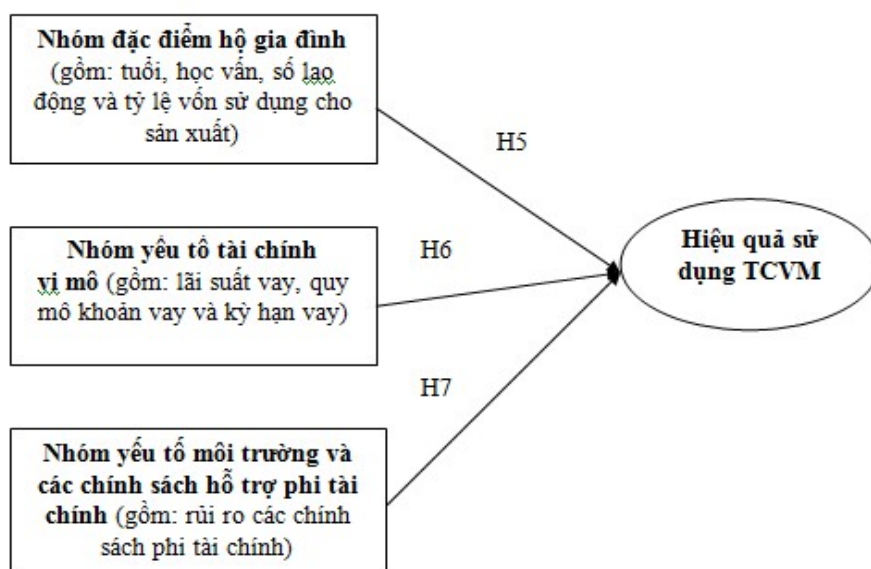 Nhóm đặc điểm hộ gia đình
(gồm: tuổi, học vấn, số lao
động và tỷ lệ vốn sử dụng cho
sản xuất)
H5
Nhóm yếu tố tài chính
vị mô (gồm: lãi suất vay, quy
mô khoản vay và kỳ hạn vay)
H6
Hiệu quả sử
dụng TCVM
H7
Nhóm yếu tố môi trường và
các chính sách hỗ trợ phi tài
chính (gồm: rủi ro các chính
sách phi tài chính)